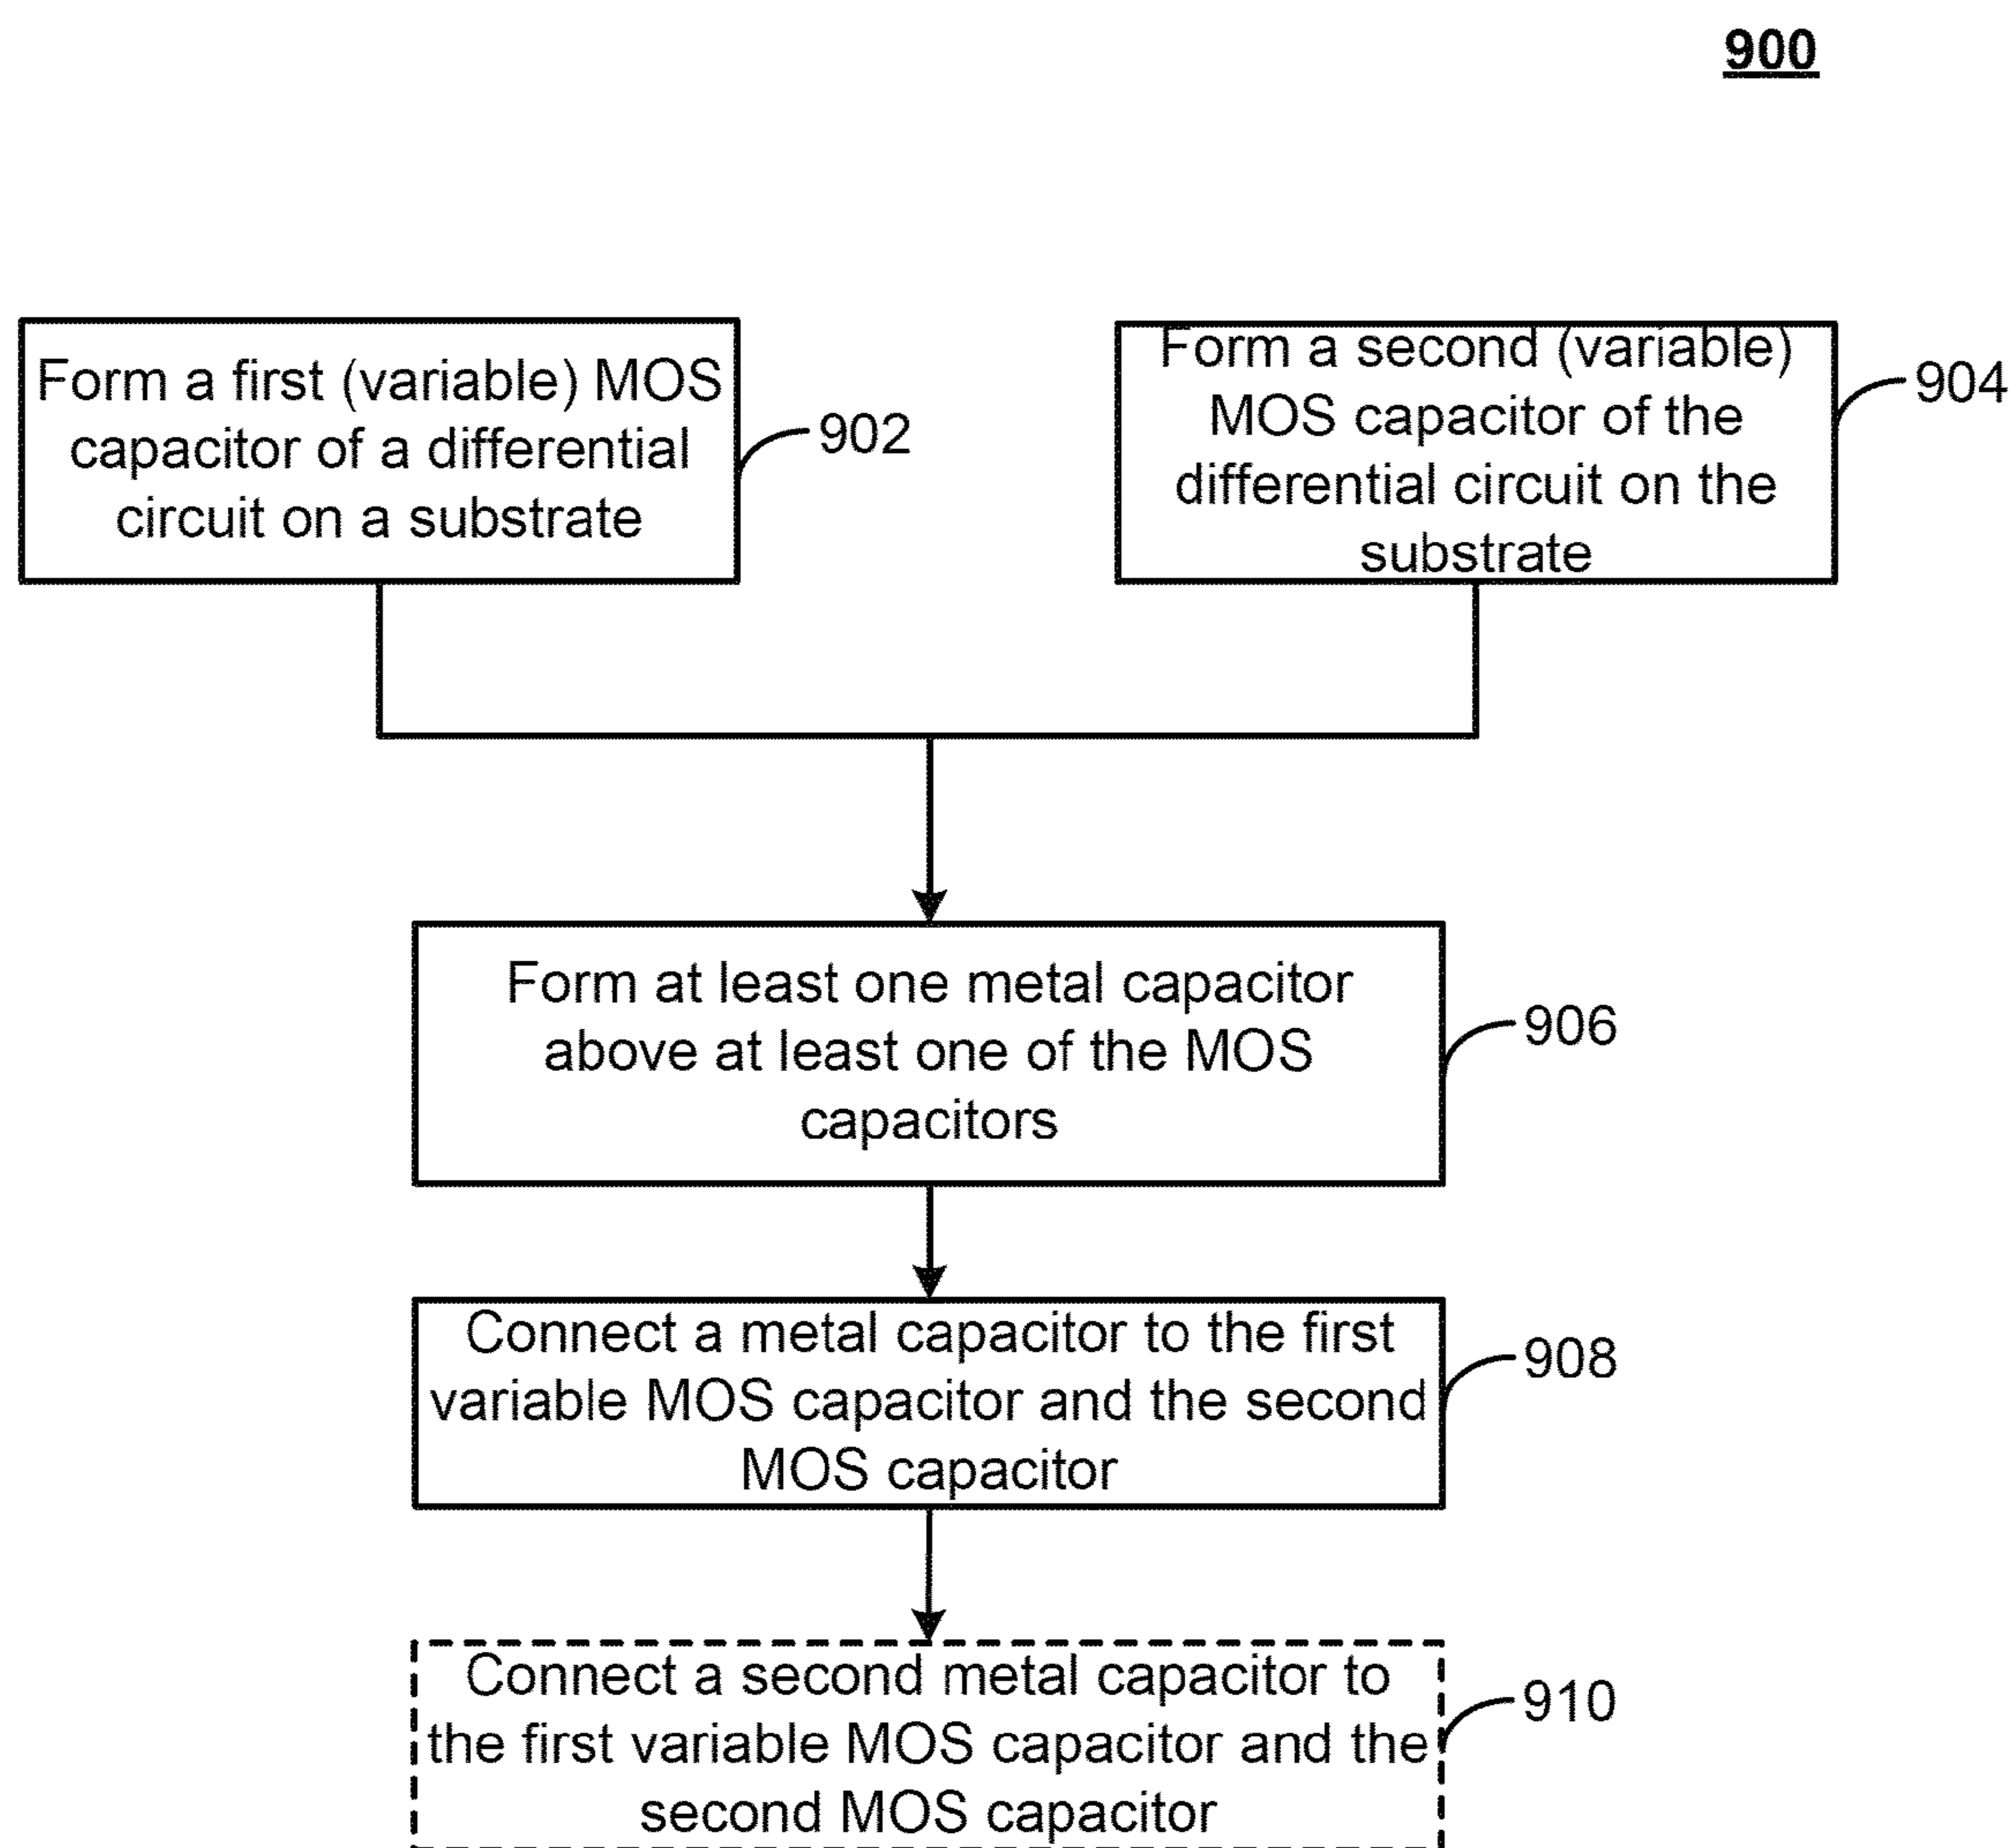 900
Form a first (variable) MOS
capacitor of a differential
circuit on a substrate
902
Form a second (variable)
MOS capacitor of the
differential circuit on the
substrate
904
Form at least one metal capacitor
above at least one of the MOS
capacitors
906
Connect a metal capacitor to the first
variable MOS capacitor and the second
MOS capacitor
908
Connect a second metal capacitor to
the first variable MOS capacitor and the
second MOS capacitor
910